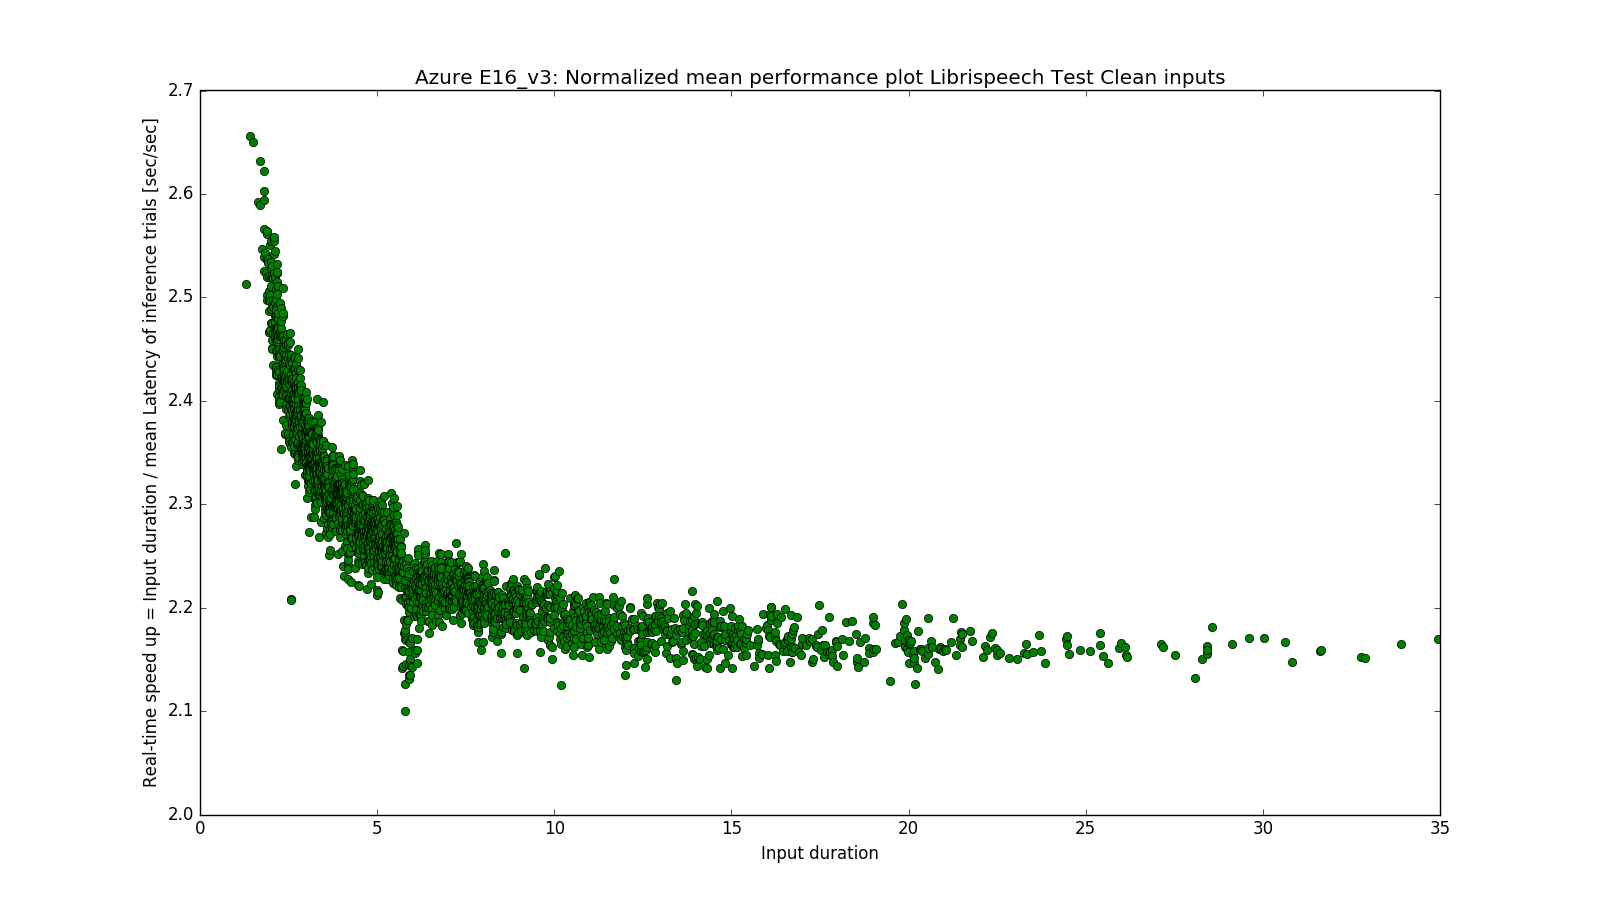 Azure E16_v3: Normalized mean performance plot Librispeech Test Clean inputs
Real-time speed up = Input duration / mean Latency of inference trials [sec/sec]
2.7
2.6
2.5
2.4
2.3
2.2
2.1
2.0
0 5 10 15 20 25 30 35
Input duration